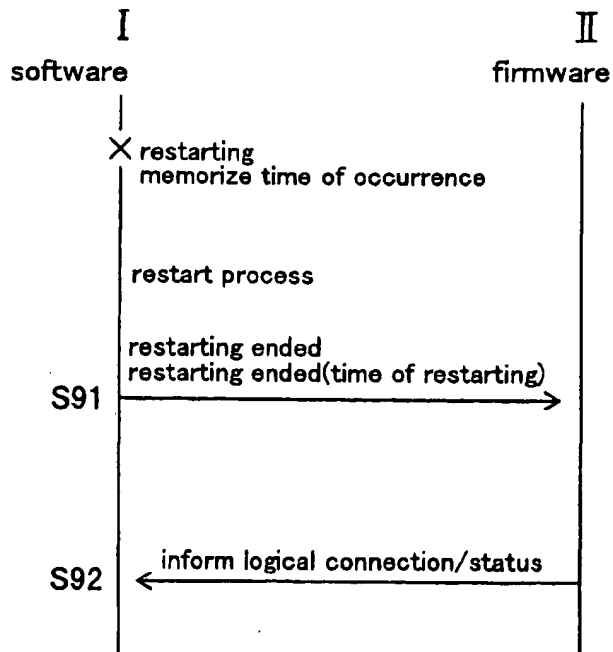 I
II
software
firmware
restarting
memorize time of occurrence
restart process
restarting ended
restarting ended(time of restarting)
S91
inform logical connection/status
S92